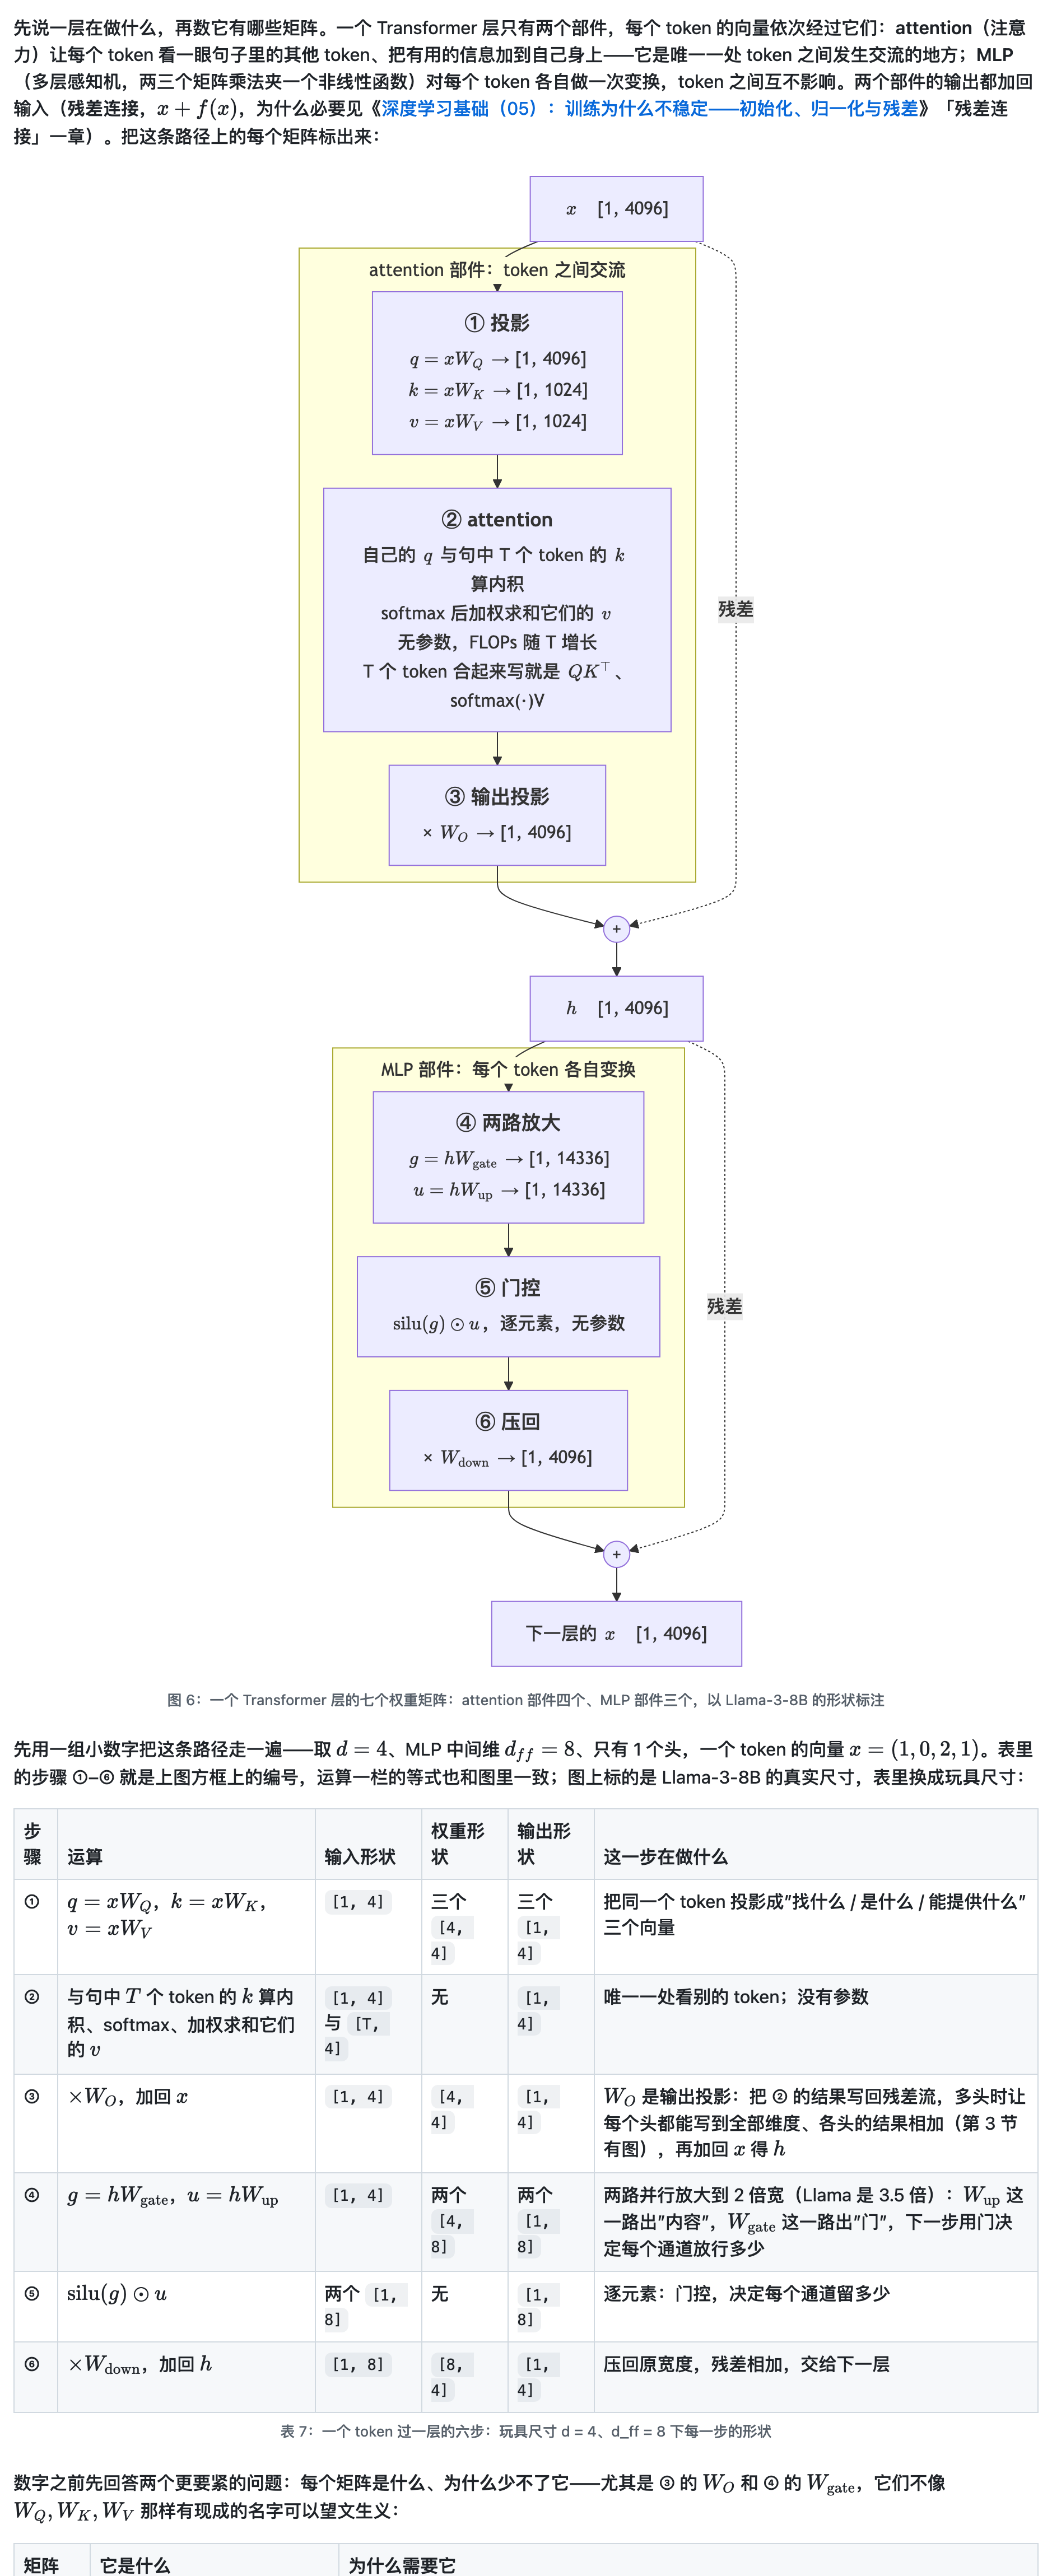 先说一层在做什么，再数它有哪些矩阵。一个 Transformer 层只有两个部件，每个 token 的向量依次经过它们：attention（注意
力）让每个 token 看一眼句子里的其他 token、把有用的信息加到自己身上——它是唯一一处 token 之间发生交流的地方；MLP
（多层感知机，两三个矩阵乘法夹一个非线性函数）对每个 token 各自做一次变换，token 之间互不影响。两个部件的输出都加回
输入（残差连接，x + f(x)，为什么必要见《深度学习基础（05）：训练为什么不稳定——初始化、归一化与残差》「残差连
接」一章）。把这条路径上的每个矩阵标出来：
x [1, 4096]
attention 部件：token 之间交流
① 投影
q = xW_Q → [1, 4096]
k = xW_K → [1, 1024]
v = xW_V → [1, 1024]
② attention
自己的 q 与句中 T 个 token 的 k
算内积
softmax 后加权求和它们的 v
无参数，FLOPs 随 T 增长
T 个 token 合起来写就是 QK^⊤、
softmax(·)V
残差
③ 输出投影
× W_O → [1, 4096]
+
h [1, 4096]
MLP 部件：每个 token 各自变换
④ 两路放大
g = hW_gate → [1, 14336]
u = hW_up → [1, 14336]
⑤ 门控
silu(g) ⊙ u，逐元素，无参数
残差
⑥ 压回
× W_down → [1, 4096]
+
下一层的 x [1, 4096]
图 6：一个 Transformer 层的七个权重矩阵：attention 部件四个、MLP 部件三个，以 Llama-3-8B 的形状标注
先用一组小数字把这条路径走一遍——取 d = 4、MLP 中间维 d_ff = 8、只有 1 个头，一个 token 的向量 x = (1, 0, 2, 1)。表里
的步骤 ①–⑥ 就是上图方框上的编号，运算一栏的等式也和图里一致；图上标的是 Llama-3-8B 的真实尺寸，表里换成玩具尺寸：
步骤 运算 输入形状 权重形状 输出形状 这一步在做什么
① q = xW_Q，k = xW_K，v = xW_V [1, 4] 三个 [4, 4] 三个 [1, 4] 把同一个 token 投影成"找什么 / 是什么 / 能提供什么"三个向量
② 与句中 T 个 token 的 k 算内积、softmax、加权求和它们的 v [1, 4] 与 [T, 4] 无 [1, 4] 唯一一处看别的 token；没有参数
③ ×W_O，加回 x [1, 4] [4, 4] [1, 4] W_O 是输出投影：把 ② 的结果写回残差流，多头时让每个头都能写到全部维度、各头的结果相加（第 3 节有图），再加回 x 得 h
④ g = hW_gate，u = hW_up [1, 4] 两个 [4, 8] 两个 [1, 8] 两路并行放大到 2 倍宽（Llama 是 3.5 倍）：W_up 这一路出"内容"，W_gate 这一路出"门"，下一步用门决定每个通道放行多少
⑤ silu(g) ⊙ u 两个 [1, 8] 无 [1, 8] 逐元素：门控，决定每个通道留多少
⑥ ×W_down，加回 h [1, 8] [8, 4] [1, 4] 压回原宽度，残差相加，交给下一层
表 7：一个 token 过一层的六步：玩具尺寸 d = 4、d_ff = 8 下每一步的形状
数字之前先回答两个更要紧的问题：每个矩阵是什么、为什么少不了它——尤其是 ③ 的 W_O 和 ④ 的 W_gate，它们不像
W_Q, W_K, W_V 那样有现成的名字可以望文生义：
矩阵 它是什么 为什么需要它